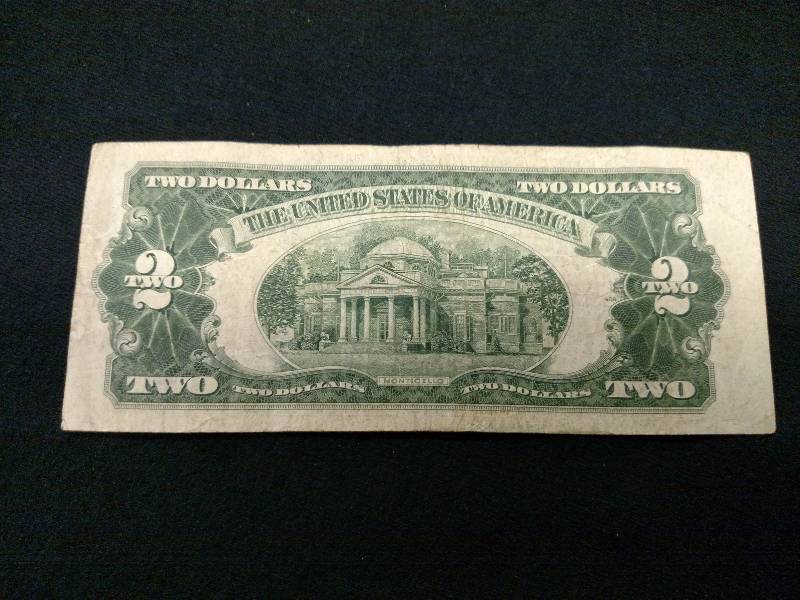 TWO DOLLARS TWO DOLLARS
THE UNITED STATES OF AMERICA
2 2
TWO TWO
TWO TWO DOLLARS MONTICELLO TWO DOLLARS TWO